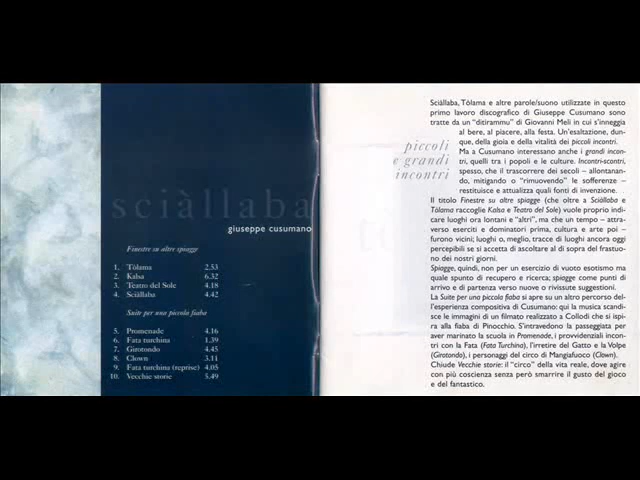 sciàllaba
giuseppe cusumano
Finestre su altre spiagge
1. Tòlama 2.53
2. Kalsa 6.32
3. Teatro del Sole 4.18
4. Sciàllaba 4.42
Suite per una piccola fiaba
5. Promenade 4.16
6. Fata turchina 1.39
7. Girotondo 4.45
8. Clown 3.11
9. Fata turchina (reprise) 4.05
10. Vecchie storie 5.49
piccoli
e grandi
incontri
Sciàllaba, Tòlama e altre parole/suono utilizzate in questo
primo lavoro discografico di Giuseppe Cusumano sono
tratte da un “ditirammu” di Giovanni Meli in cui s’inneggia
al bere, al piacere, alla festa. Un’esaltazione, dun-
que, della gioia e della vitalità dei piccoli incontri.
Ma a Cusumano interessano anche i grandi incon-
tri, quelli tra i popoli e le culture. Incontri-scontri,
spesso, che il trascorrere dei secoli – allontanan-
do, mitigando o “rimuovendo” le sofferenze –
restituisce e attualizza quali fonti di invenzione.
Il titolo Finestre su altre spiagge (che oltre a Sciàllaba e
Tòlama raccoglie Kalsa e Teatro del Sole) vuole proprio indi-
care luoghi ora lontani e “altri”, ma che un tempo – attra-
verso eserciti e dominatori prima, cultura e arte poi –
furono vicini; luoghi o, meglio, tracce di luoghi ancora oggi
percepibili se si accetta di ascoltare al di sopra del frastuo-
no dei nostri giorni.
Spiagge, quindi, non per un esercizio di vuoto esotismo ma
quale spunto di recupero e ricerca; spiagge come punti di
arrivo e di partenza verso nuove o rivissute suggestioni.
La Suite per una piccola fiaba si apre su un altro percorso del-
l’esperienza compositiva di Cusumano: qui la musica scandi-
sce le immagini di un filmato realizzato a Collodi che si ispi-
ra alla fiaba di Pinocchio. S’intravedono la passeggiata per
aver marinato la scuola in Promenade, i provvidenziali incon-
tri con la Fata (Fata Turchina), l’irretire del Gatto e la Volpe
(Girotondo), i personaggi del circo di Mangiafuoco (Clown).
Chiude Vecchie storie: il “circo” della vita reale, dove agire
con più coscienza senza però smarrire il gusto del gioco
e del fantastico.